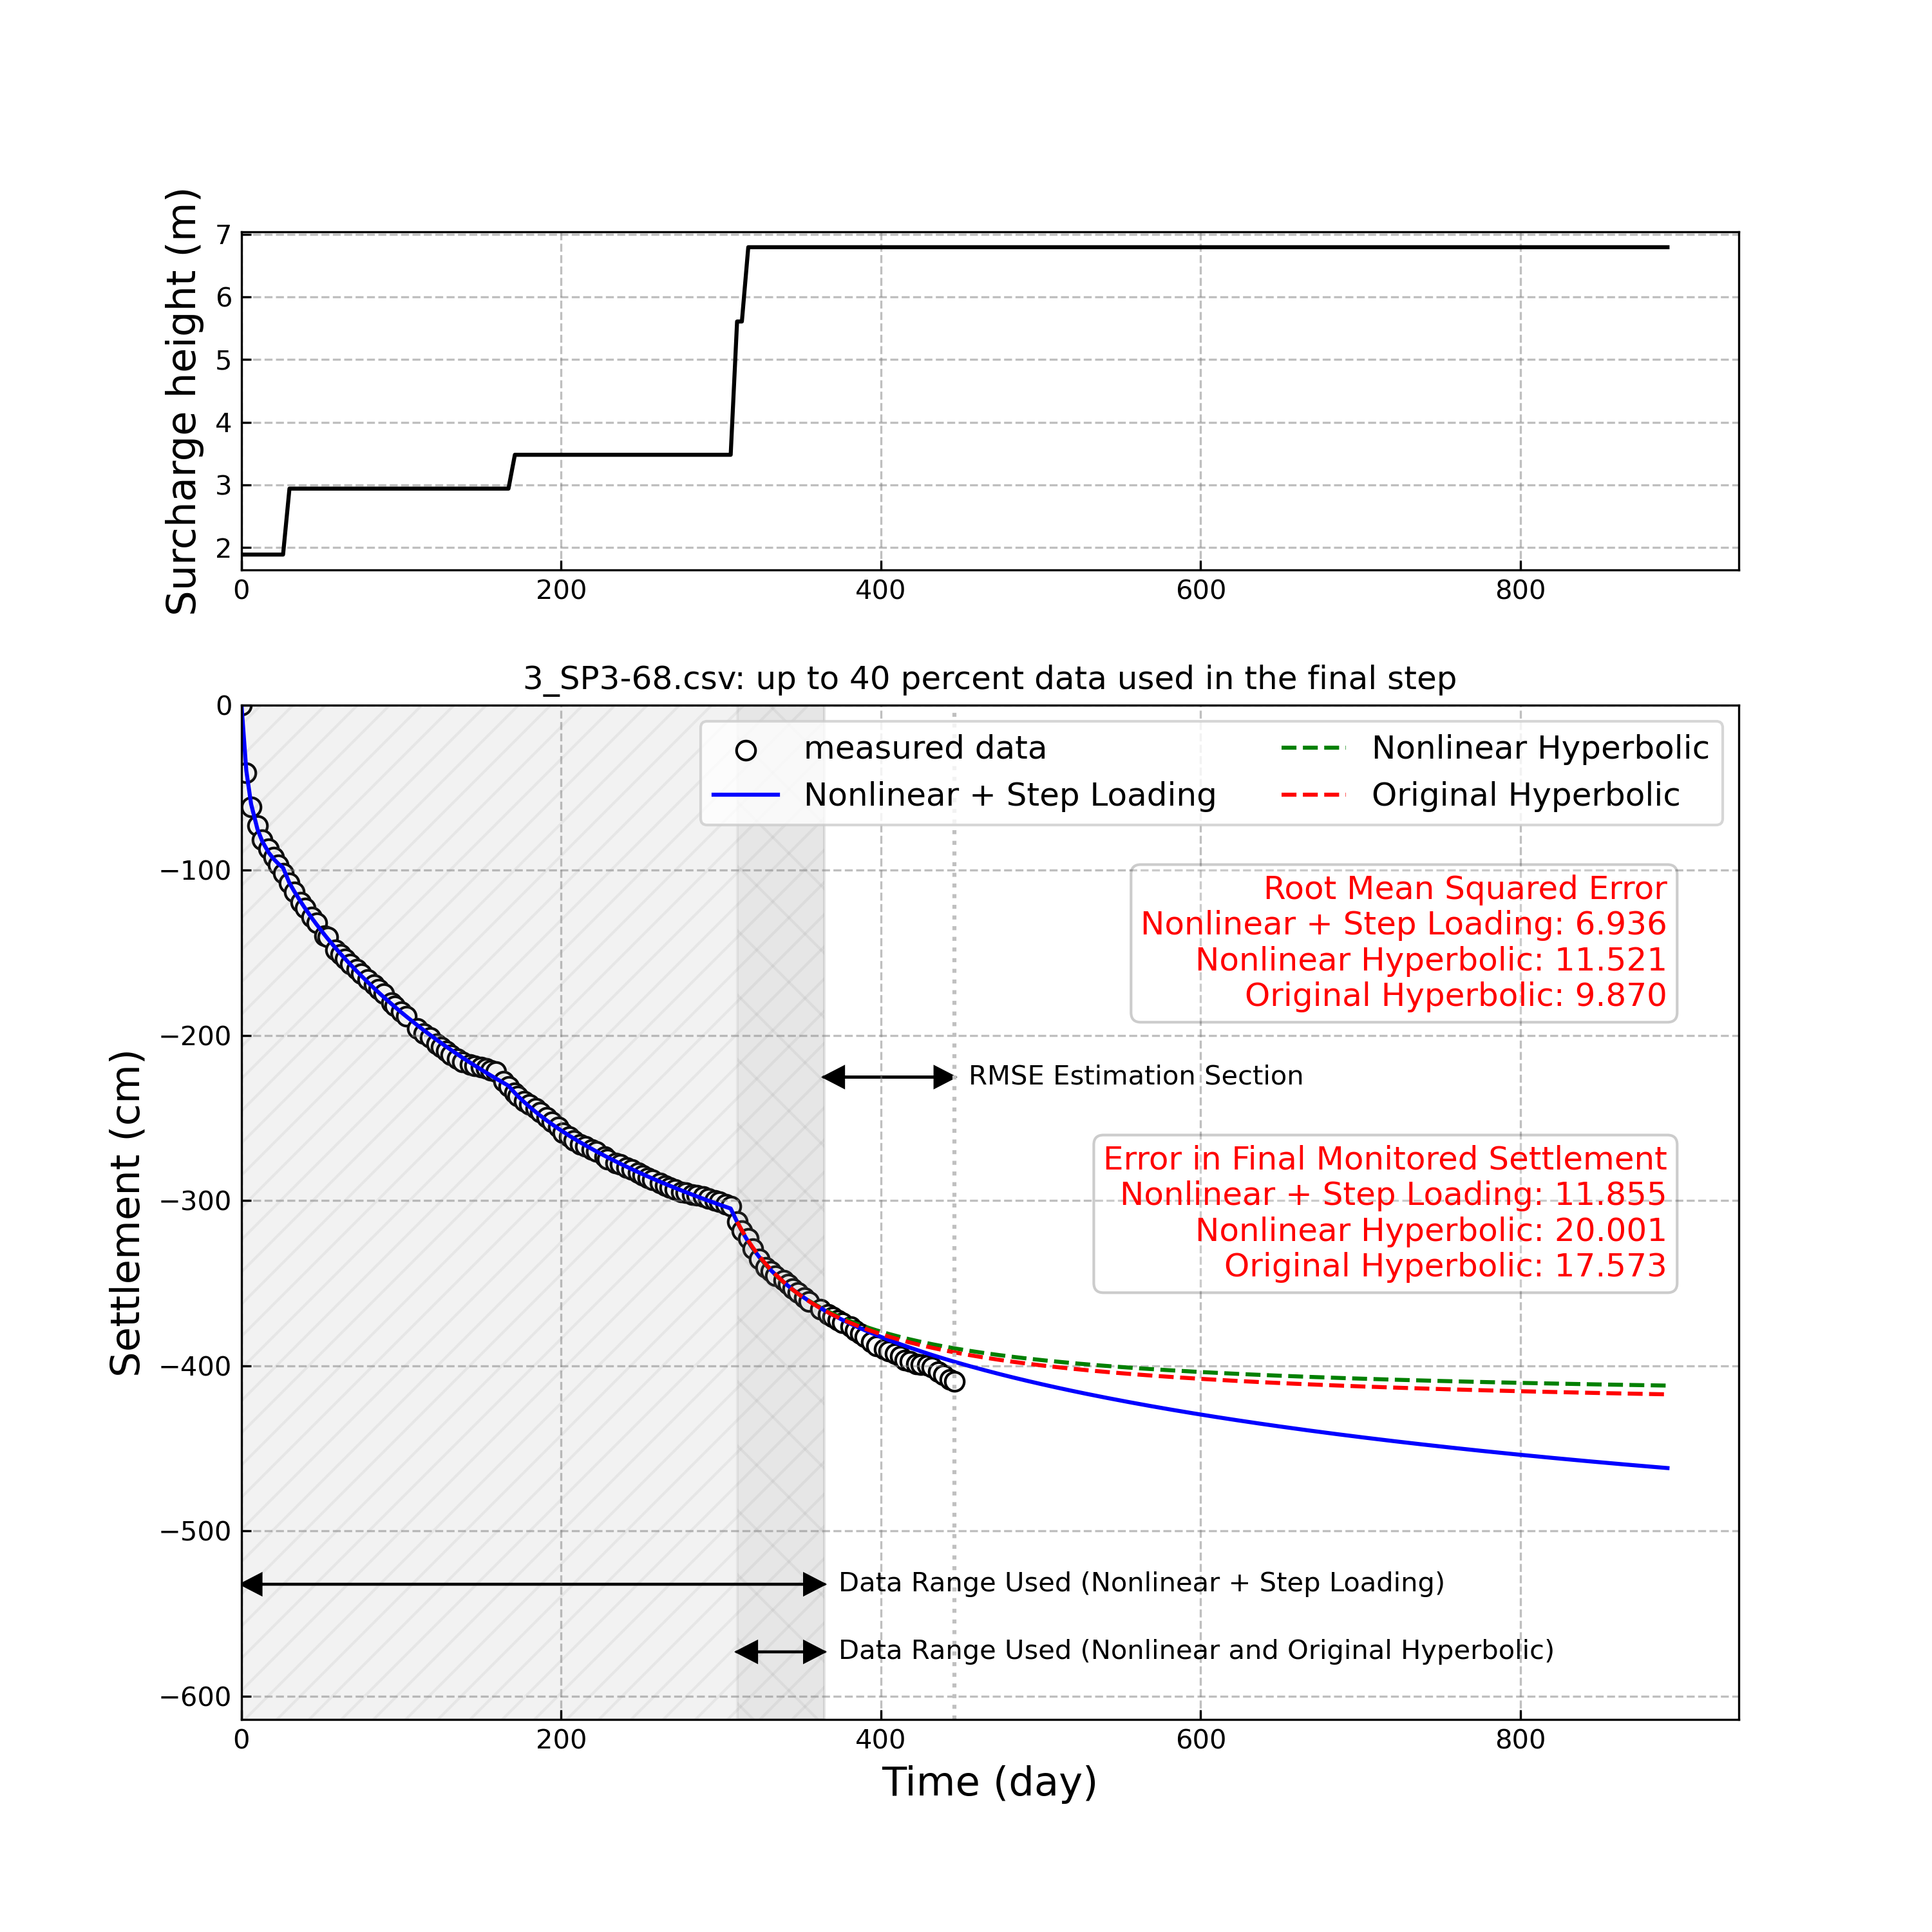 Surcharge height (m)
7
6
5
4
3
2
0 200 400 600 800
3_SP3-68.csv: up to 40 percent data used in the final step
Settlement (cm)
0
−100
−200
−300
−400
−500
−600
measured data
Nonlinear + Step Loading
Nonlinear Hyperbolic
Original Hyperbolic
Root Mean Squared Error
Nonlinear + Step Loading: 6.936
Nonlinear Hyperbolic: 11.521
Original Hyperbolic: 9.870
RMSE Estimation Section
Error in Final Monitored Settlement
Nonlinear + Step Loading: 11.855
Nonlinear Hyperbolic: 20.001
Original Hyperbolic: 17.573
Data Range Used (Nonlinear + Step Loading)
Data Range Used (Nonlinear and Original Hyperbolic)
0 200 400 600 800
Time (day)